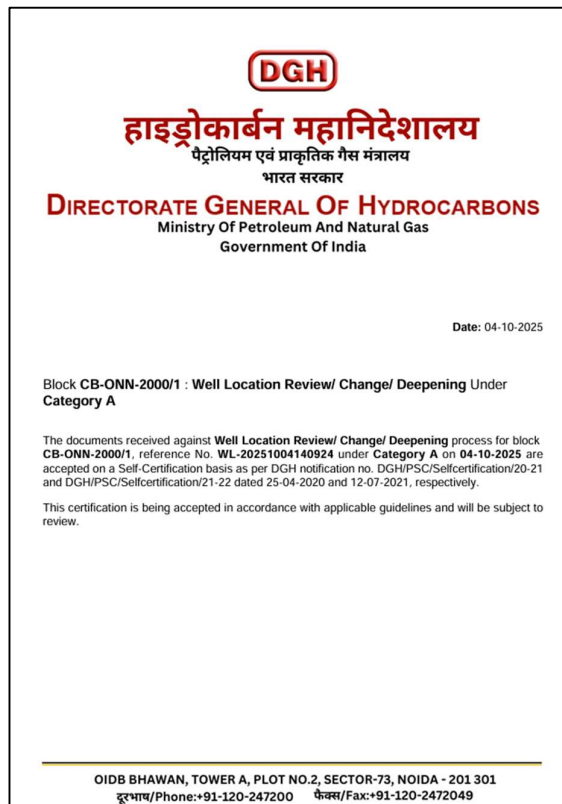 DGH
हाइड्रोकार्बन महानिदेशालय
पैट्रोलियम एवं प्राकृतिक गैस मंत्रालय
भारत सरकार
DIRECTORATE GENERAL OF HYDROCARBONS
Ministry Of Petroleum And Natural Gas
Government Of India
Date: 04-10-2025
Block CB-ONN-2000/1 : Well Location Review/ Change/ Deepening Under
Category A
The documents received against Well Location Review/ Change/ Deepening process for block
CB-ONN-2000/1, reference No. WL-20251004140924 under Category A on 04-10-2025 are
accepted on a Self-Certification basis as per DGH notification no. DGH/PSC/Selfcertification/20-21
and DGH/PSC/Selfcertification/21-22 dated 25-04-2020 and 12-07-2021, respectively.
This certification is being accepted in accordance with applicable guidelines and will be subject to
review.
OIDB BHAWAN, TOWER A, PLOT NO.2, SECTOR-73, NOIDA - 201 301
दूरभाष/Phone:+91-120-247200 फैक्स/Fax:+91-120-2472049